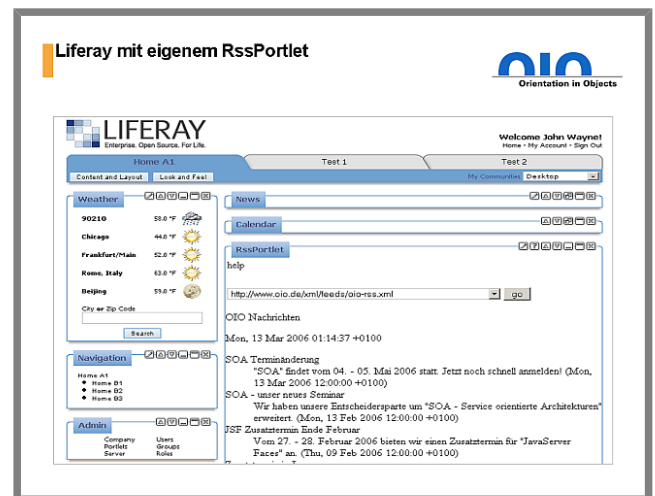 Liferay mit eigenem RssPortlet
OIO
Orientation in Objects
LIFERAY
Enterprise. Open Source. For Life.
Welcome John Wayne!
Home - My Account - Sign Out
Home A1 Test 1 Test 2
Content and Layout Look and Feel My Communities Desktop
Weather
90210 58.0 °F
Chicago 44.0 °F
Frankfurt/Main 52.0 °F
Rome, Italy 63.0 °F
Beijing 59.0 °F
City or Zip Code
Search
Navigation
Home A1
Home B1
Home B2
Home B3
Admin
Company Users
Portlets Groups
Server Roles
News
Calendar
RssPortlet
help
http://www.oio.de/xml/feeds/oio-rss.xml go
OIO Nachrichten
Mon, 13 Mar 2006 01:14:37 +0100
SOA Terminänderung
"SOA" findet vom 04. - 05. Mai 2006 statt. Jetzt noch schnell anmelden! (Mon,
13 Mar 2006 12:00:00 +0100)
SOA - unser neues Seminar
Wir haben unsere Entscheidersparte um "SOA - Service orientierte Architekturen"
erweitert. (Mon, 13 Feb 2006 12:00:00 +0100)
JSF Zusatztermin Ende Februar
Vom 27. - 28. Februar 2006 bieten wir einen Zusatztermin für "JavaServer
Faces" an. (Thu, 09 Feb 2006 12:00:00 +0100)